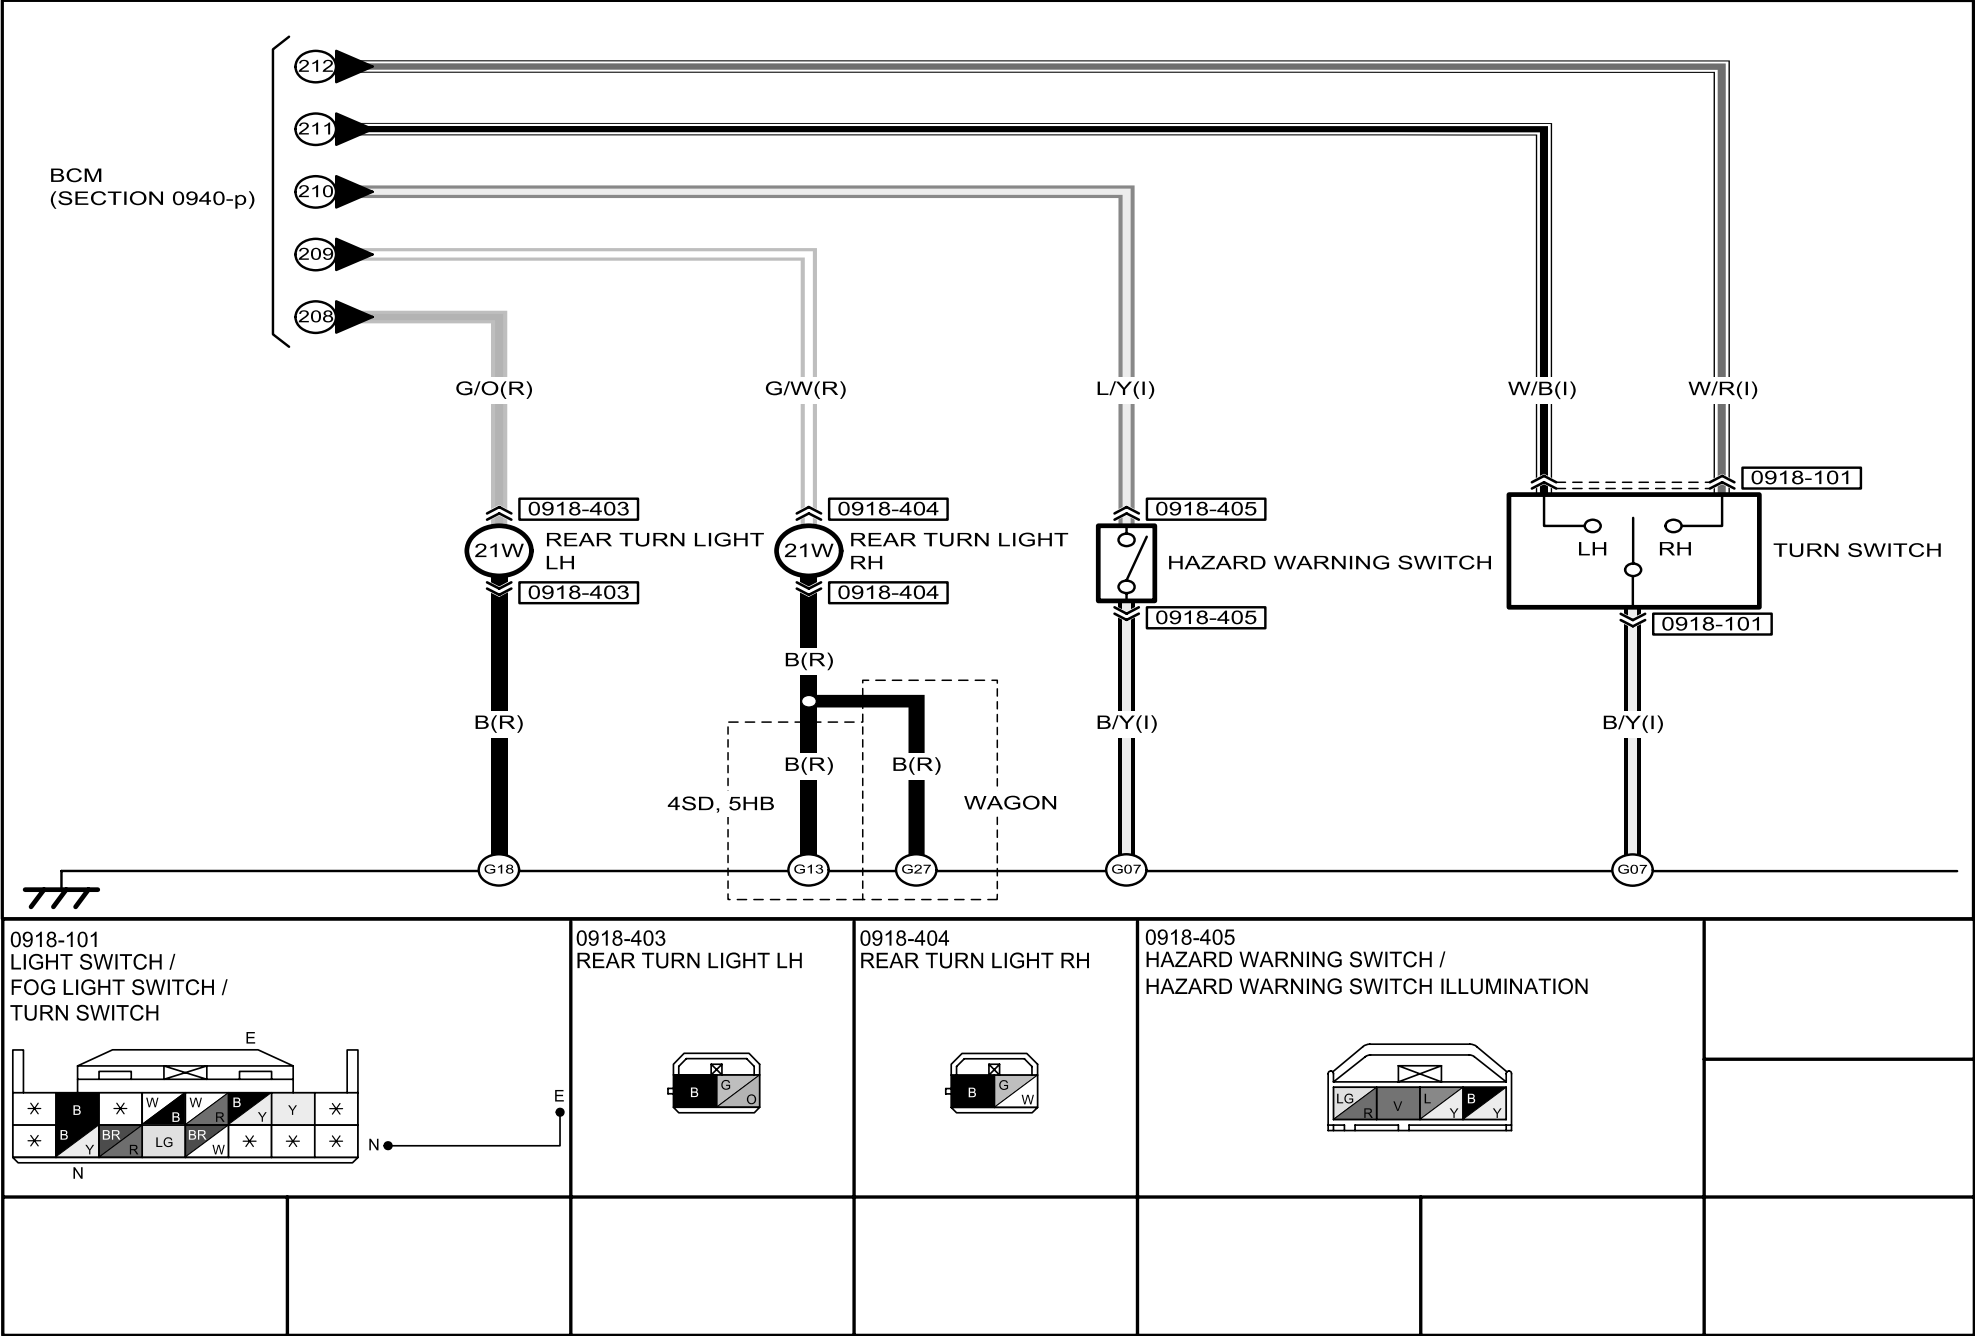 212
211
BCM
210
(SECTION 0940-p)
209
208
G/O(R)
G/W(R)
L/Y(I)
W/B(I)
W/R(I)
0918-101
0918-403
0918-404
0918-405
21W
REAR TURN LIGHT
LH
21W
REAR TURN LIGHT
RH
HAZARD WARNING SWITCH
LH
RH
TURN SWITCH
0918-403
0918-404
0918-405
0918-101
B(R)
B(R)
B/Y(I)
B/Y(I)
B(R)
B(R)
4SD, 5HB
WAGON
G18
G13
G27
G07
G07
0918-101
LIGHT SWITCH /
FOG LIGHT SWITCH /
TURN SWITCH
E
* B * W B W R B Y Y *
* B Y BR R LG BR W * * *
N
E
N
0918-403
REAR TURN LIGHT LH
B G O
0918-404
REAR TURN LIGHT RH
B G W
0918-405
HAZARD WARNING SWITCH /
HAZARD WARNING SWITCH ILLUMINATION
LG R V L Y B Y